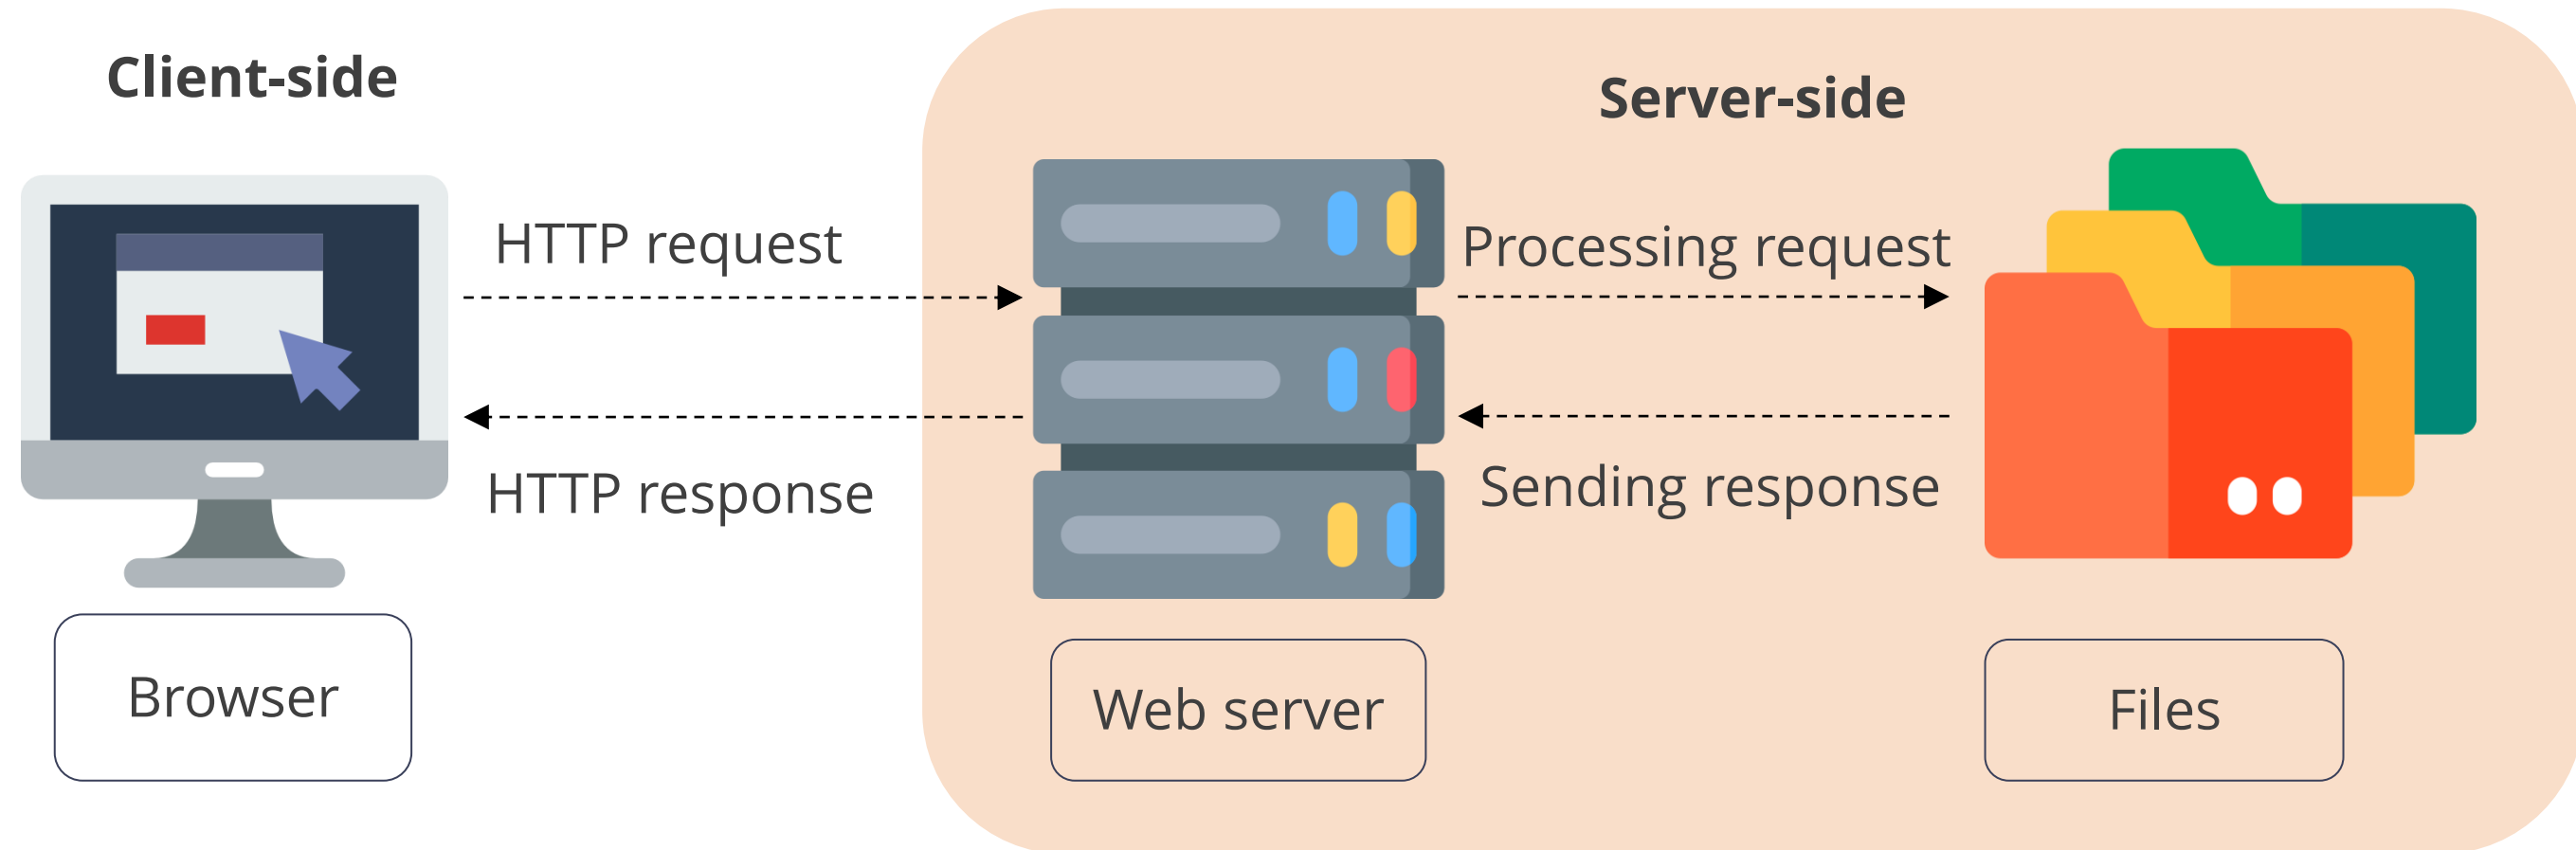 Client-side
Server-side
HTTP request
Processing request
HTTP response
Sending response
Browser
Web server
Files